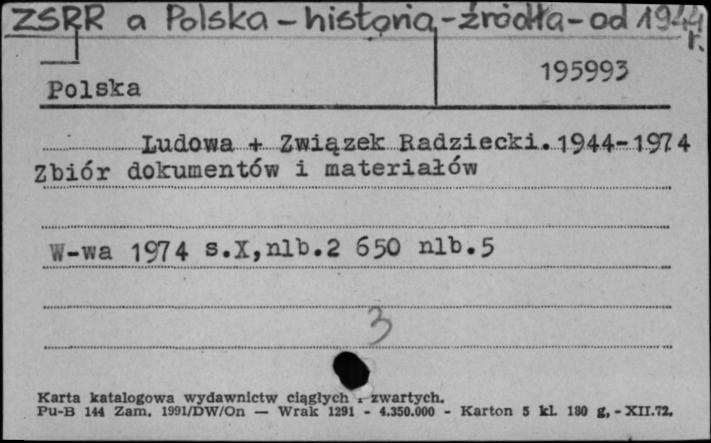 ZSRR a Polska - historia - źródła - od 1944 r.
195993
Polska
Ludowa + Związek Radziecki. 1944-1974
Zbiór dokumentów i materiałów
W-wa 1974 s.X,nlb.2 650 nlb.5
3
Karta katalogowa wydawnictw ciągłych i zwartych.
Pu-B 144 Zam. 1991/DW/On — Wrak 1291 - 4.350.000 - Karton 5 kl. 180 g, - XII.72.